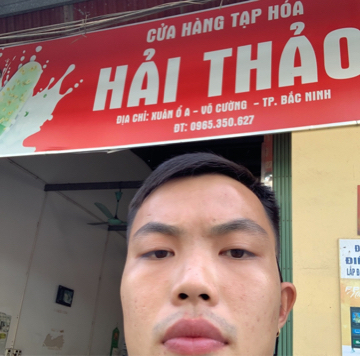 CỬA HÀNG TẠP HÓA
HẢI THẢO
ĐỊA CHỈ: XUÂN Ổ A - VÕ CƯỜNG - TP. BẮC NINH
ĐT: 0965.350.627